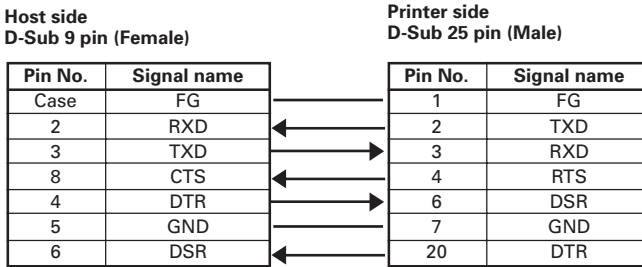 Host side
D-Sub 9 pin (Female)
Printer side
D-Sub 25 pin (Male)
Pin No. Signal name Pin No. Signal name
Case FG 1 FG
2 RXD 2 TXD
3 TXD 3 RXD
8 CTS 4 RTS
4 DTR 6 DSR
5 GND 7 GND
6 DSR 20 DTR